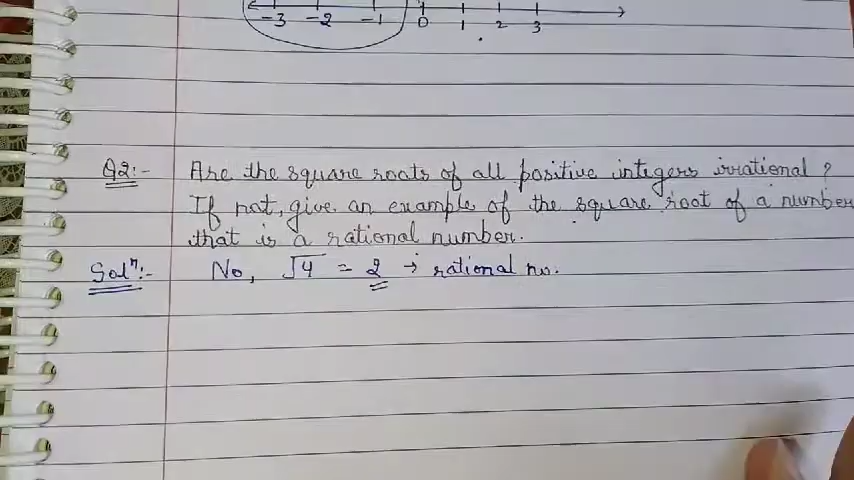 -3 -2 -1 0 1 2 3
Q2:- Are the square roots of all positive integers irrational ?
If not, give an example of the square root of a number
that is a rational number.
Solⁿ:- No, √4 = 2 → rational no.